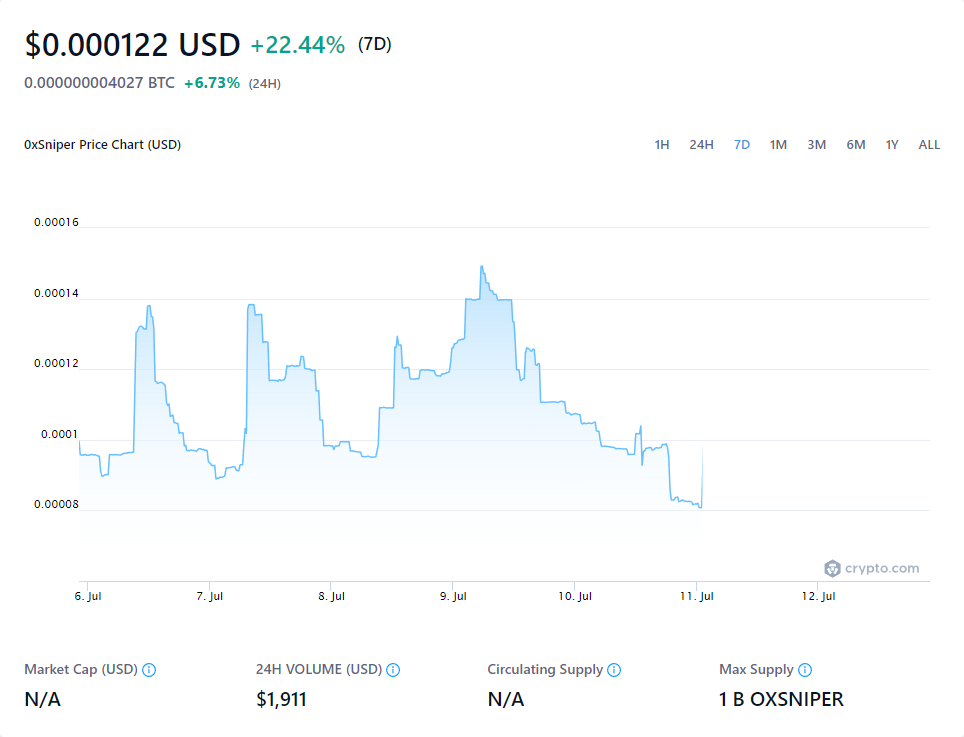 $0.000122 USD +22.44% (7D)
0.000000004027 BTC +6.73% (24H)
0xSniper Price Chart (USD) 1H 24H 7D 1M 3M 6M 1Y ALL
0.00016
0.00014
0.00012
0.0001
0.00008
crypto.com
6. Jul 7. Jul 8. Jul 9. Jul 10. Jul 11. Jul 12. Jul
Market Cap (USD) 24H VOLUME (USD) Circulating Supply Max Supply
N/A $1,911 N/A 1 B OXSNIPER